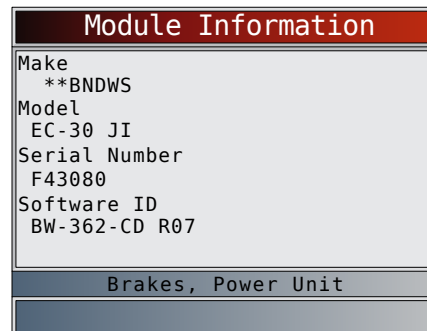 Module Information
Make
**BNDWS
Model
EC-30 JI
Serial Number
F43080
Software ID
BW-362-CD R07
Brakes, Power Unit